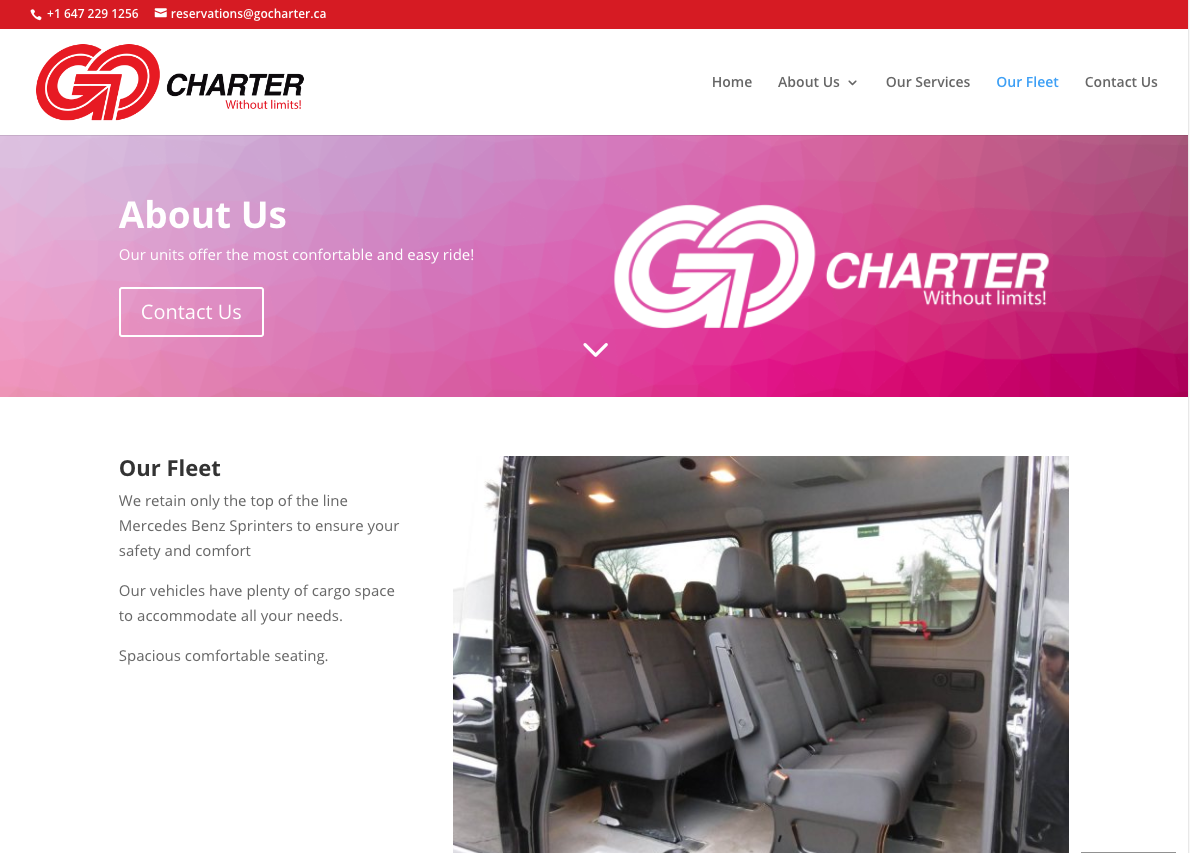 +1 647 229 1256 reservations@gocharter.ca
GO CHARTER
Without limits!
Home About Us Our Services Our Fleet Contact Us
About Us
Our units offer the most confortable and easy ride!
Contact Us
GO CHARTER
Without limits!
Our Fleet
We retain only the top of the line
Mercedes Benz Sprinters to ensure your
safety and comfort
Our vehicles have plenty of cargo space
to accommodate all your needs.
Spacious comfortable seating.